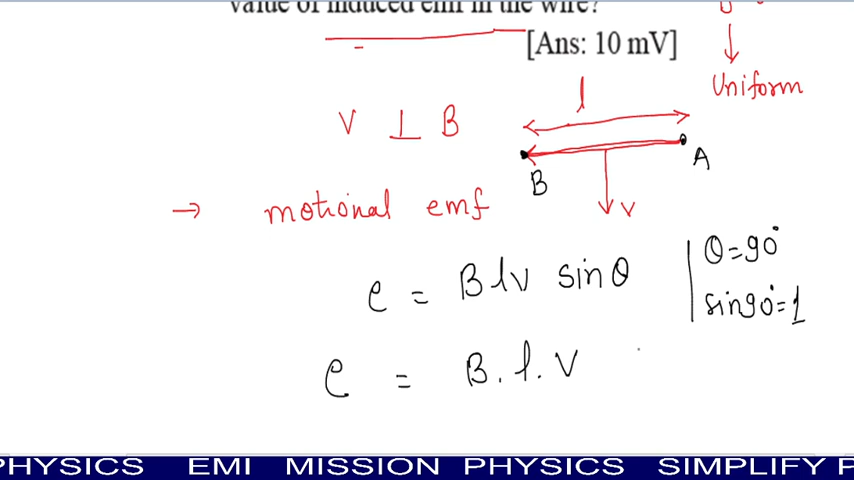 value of induced emf in the wire?
[Ans: 10 mV]
Uniform
l
V ⊥ B
A
B
→ motional emf
V
e = Blv sinθ
θ=90°
sin90°=1
e = B.l.V
PHYSICS EMI MISSION PHYSICS SIMPLIFY P